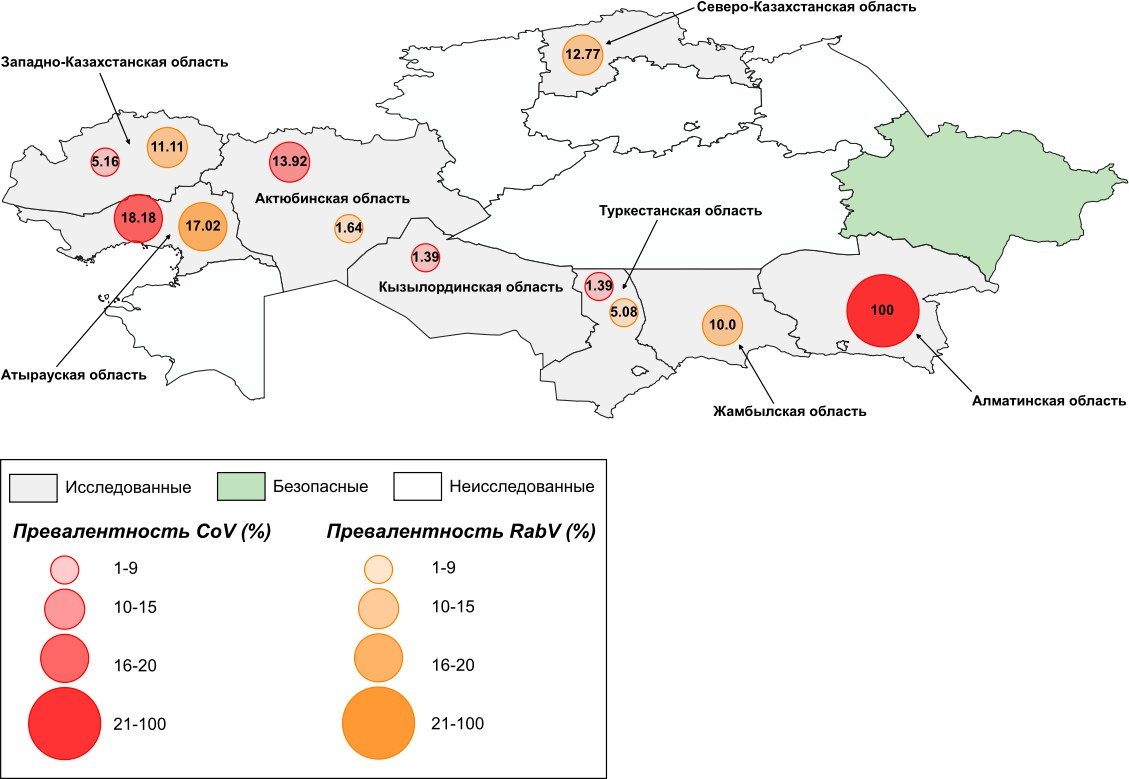 Северо-Казахстанская область
12.77
Западно-Казахстанская область
11.11
5.16
13.92
Актюбинская область
18.18
17.02
1.64
Туркестанская область
1.39
Кызылординская область
1.39
5.08
10.0
100
Атырауская область
Жамбылская область
Алматинская область
Исследованные
Безопасные
Неисследованные
Превалентность CoV (%)
1-9
10-15
16-20
21-100
Превалентность RabV (%)
1-9
10-15
16-20
21-100